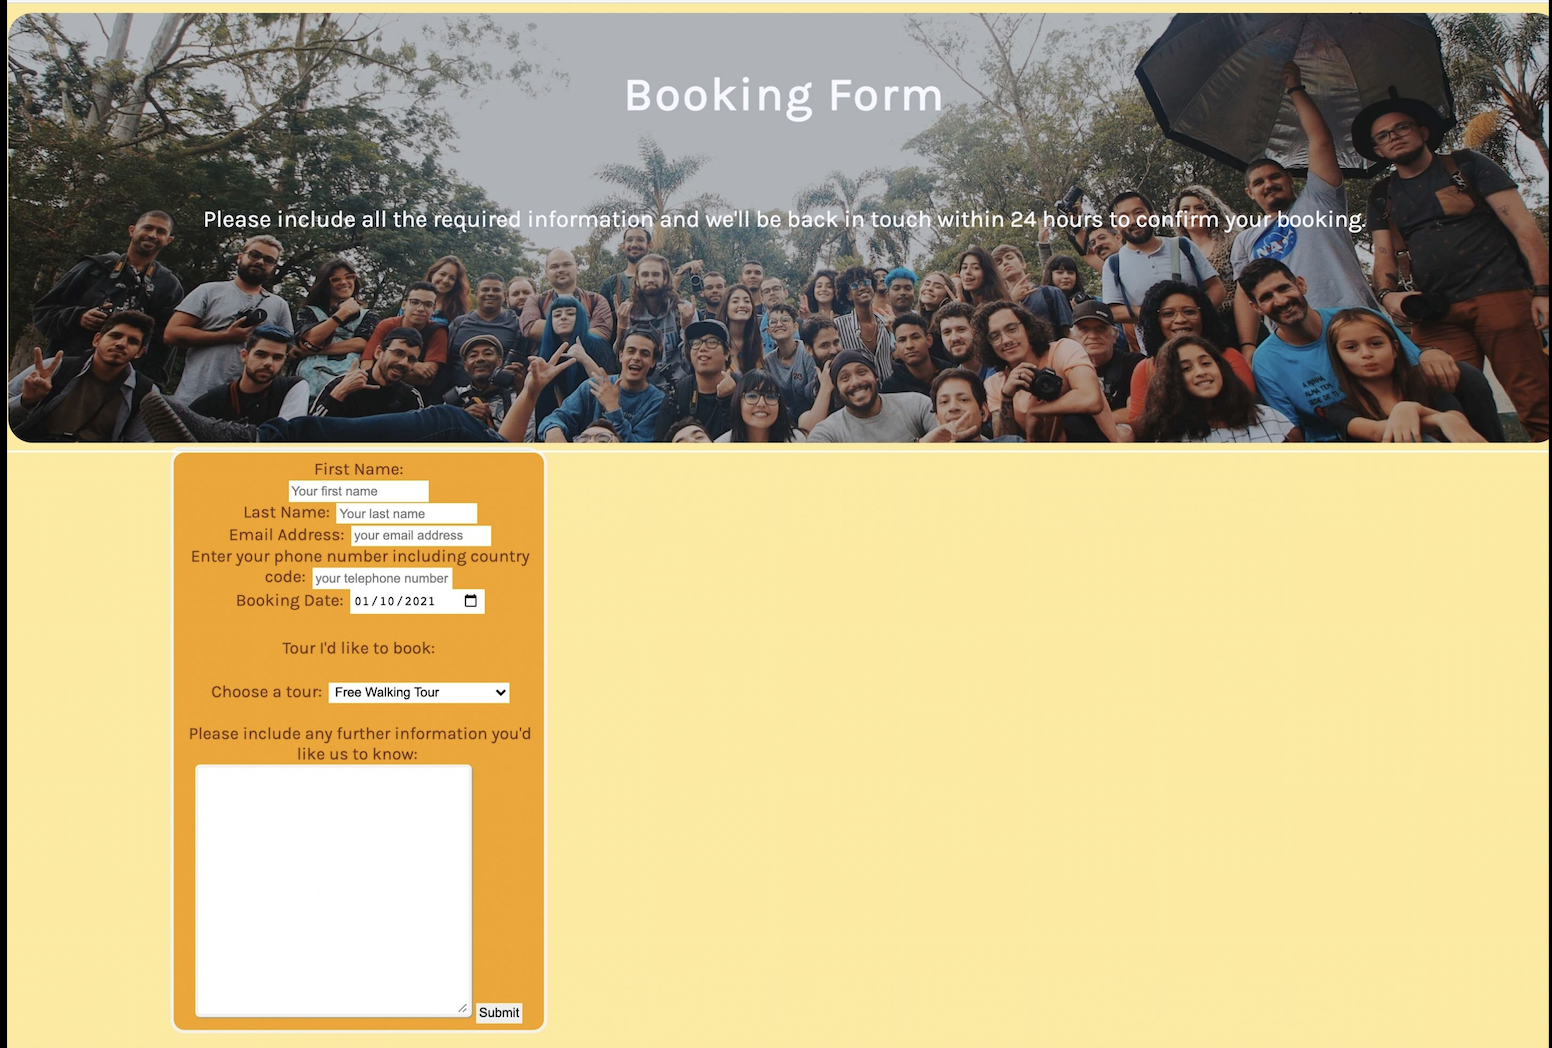 Booking Form
Please include all the required information and we'll be back in touch within 24 hours to confirm your booking.
First Name:
Your first name
Last Name: Your last name
Email Address: your email address
Enter your phone number including country
code: your telephone number
Booking Date: 01/10/2021
Tour I'd like to book:
Choose a tour: Free Walking Tour
Please include any further information you'd
like us to know:
Submit